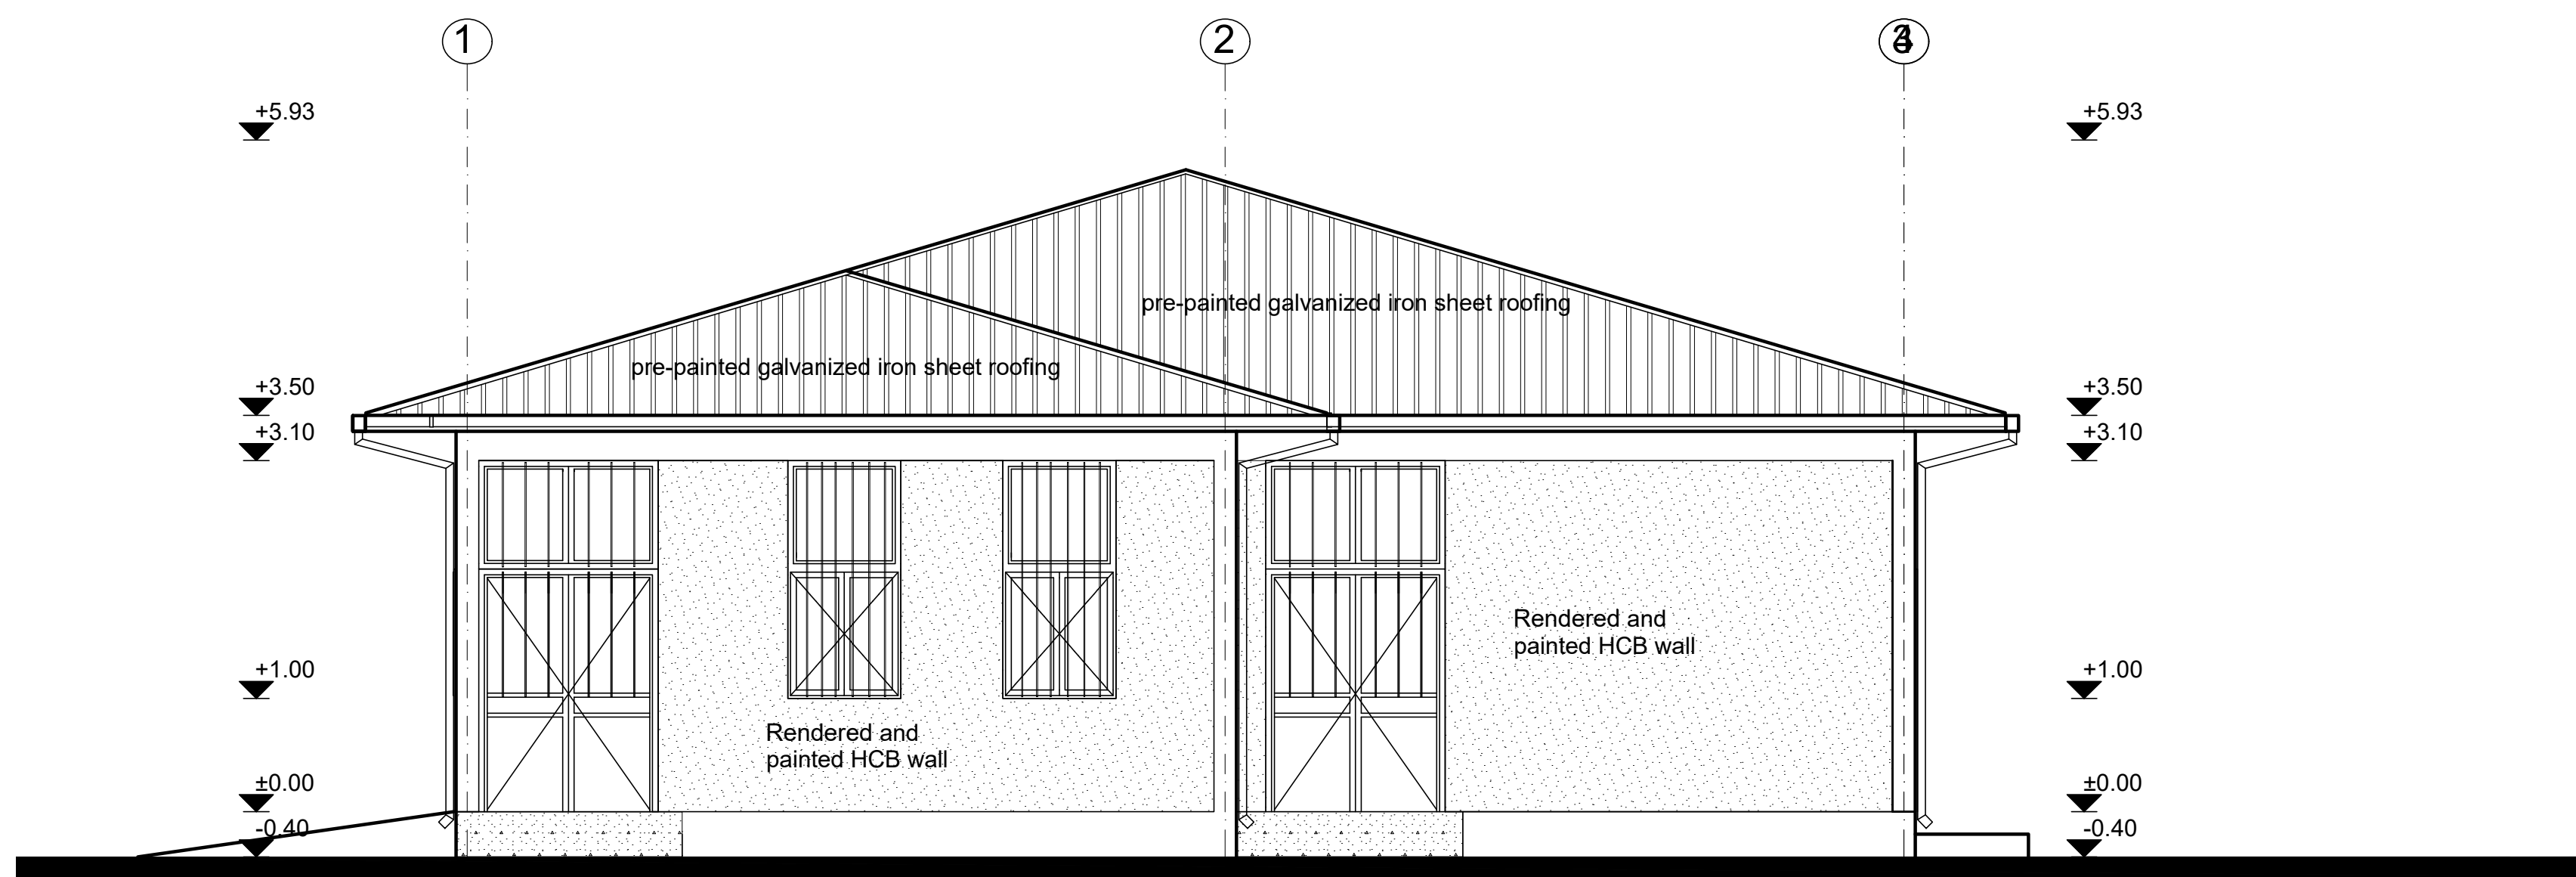 1
2
+5.93
+5.93
pre-painted galvanized iron sheet roofing
pre-painted galvanized iron sheet roofing
+3.50
+3.50
+3.10
+3.10
Rendered and
painted HCB wall
+1.00
+1.00
Rendered and
painted HCB wall
±0.00
±0.00
-0.40
-0.40